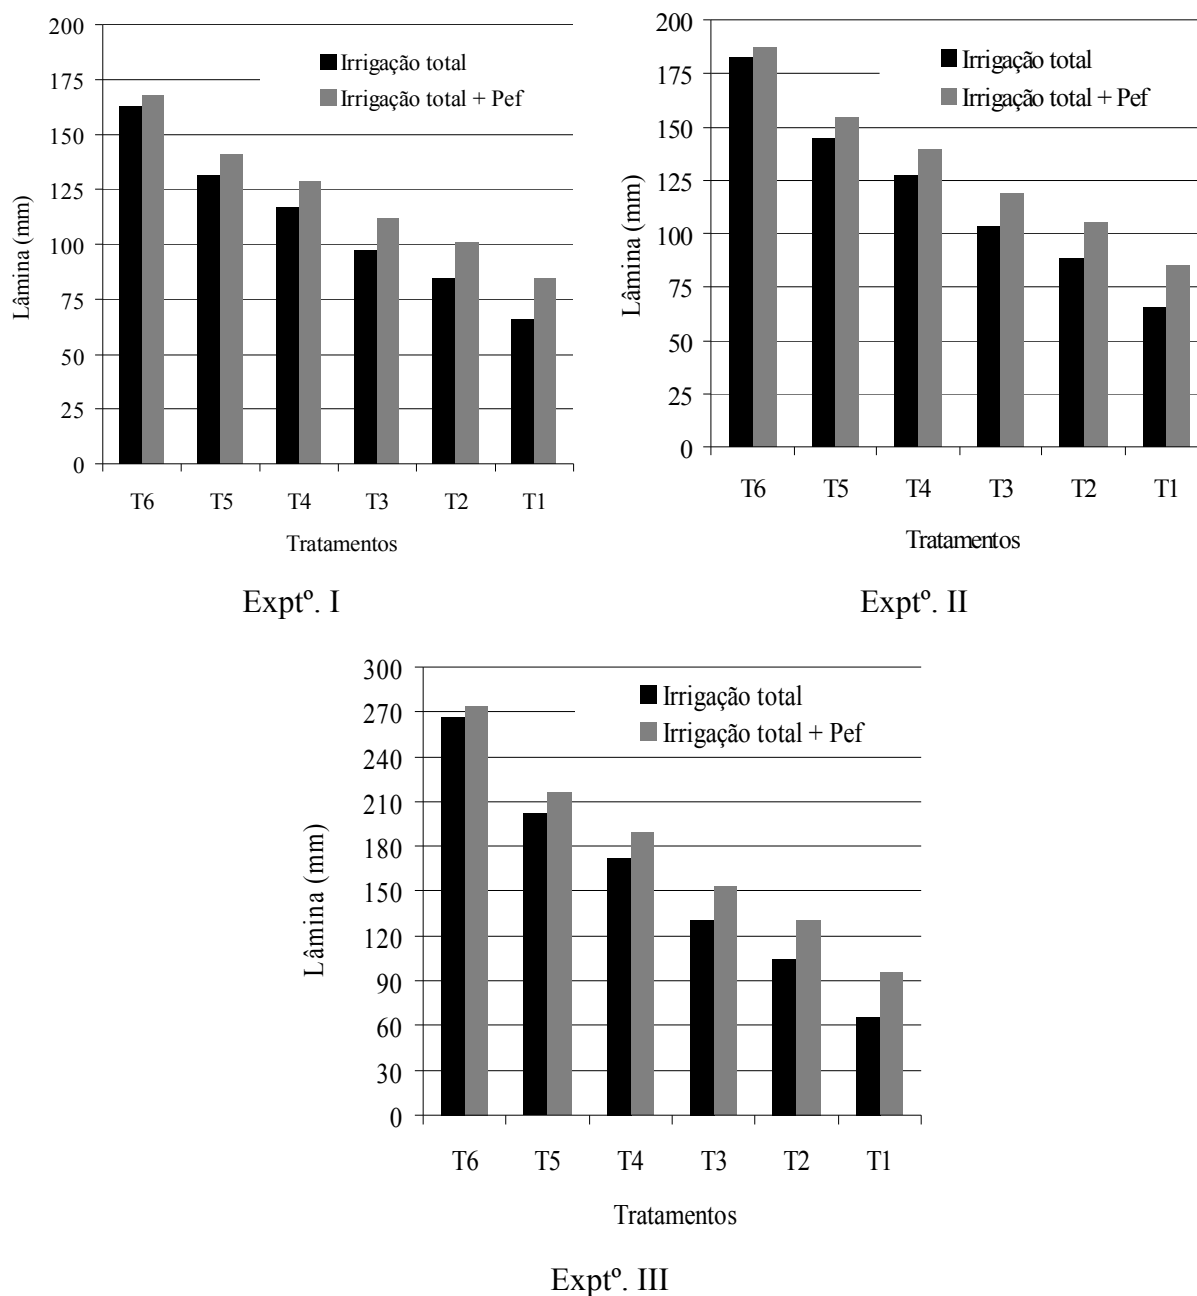 200
175
150
125
100
75
50
25
0
Lâmina (mm)
Irrigação total
Irrigação total + Pef
T6 T5 T4 T3 T2 T1
Tratamentos
Exptº. I
200
175
150
125
100
75
50
25
0
Lâmina (mm)
Irrigação total
Irrigação total + Pef
T6 T5 T4 T3 T2 T1
Tratamentos
Exptº. II
300
270
240
210
180
150
120
90
60
30
0
Lâmina (mm)
Irrigação total
Irrigação total + Pef
T6 T5 T4 T3 T2 T1
Tratamentos
Exptº. III